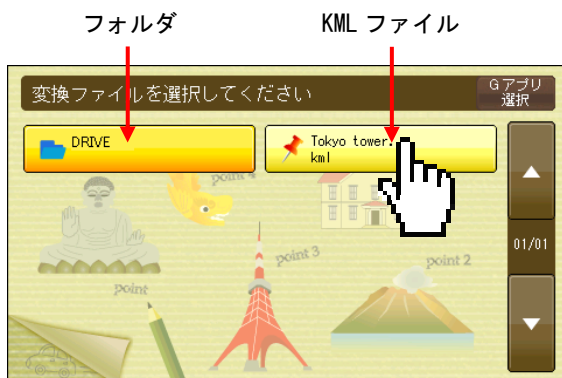 フォルダ
KML ファイル
変換ファイルを選択してください
Gアプリ
選択
DRIVE
Tokyo tower.
kml
point 4
point 3
01/01
point 2
point